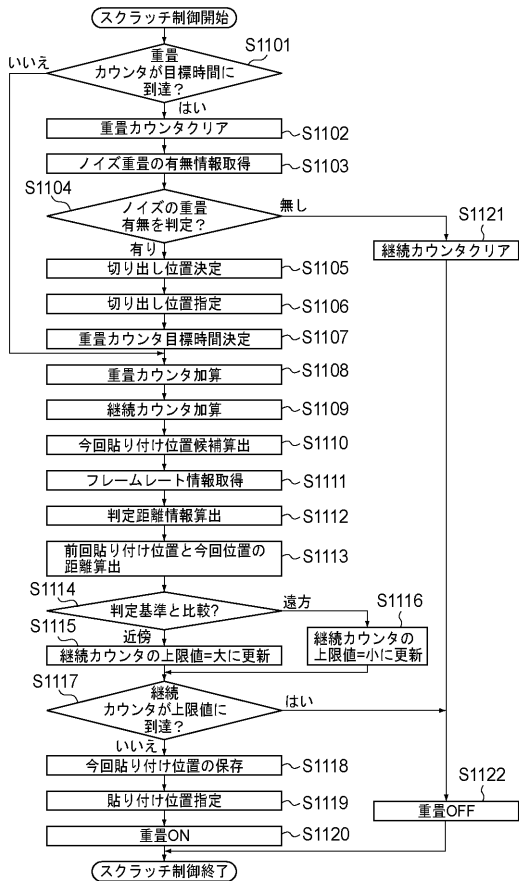 スクラッチ制御開始
S1101
重畳
カウンタが目標時間に
到達?
いいえ
はい
重畳カウンタクリア
S1102
ノイズ重畳の有無情報取得
S1103
S1104
ノイズの重畳
有無を判定?
無し
有り
S1121
継続カウンタクリア
切り出し位置決定
S1105
切り出し位置指定
S1106
重畳カウンタ目標時間決定
S1107
重畳カウンタ加算
S1108
継続カウンタ加算
S1109
今回貼り付け位置候補算出
S1110
フレームレート情報取得
S1111
判定距離情報算出
S1112
前回貼り付け位置と今回位置の
距離算出
S1113
S1114
判定基準と比較?
遠方
近傍
S1116
継続カウンタの
上限値=小に更新
S1115
継続カウンタの上限値=大に更新
S1117
継続
カウンタが上限値に
到達?
はい
いいえ
今回貼り付け位置の保存
S1118
貼り付け位置指定
S1119
S1122
重畳OFF
重畳ON
S1120
スクラッチ制御終了